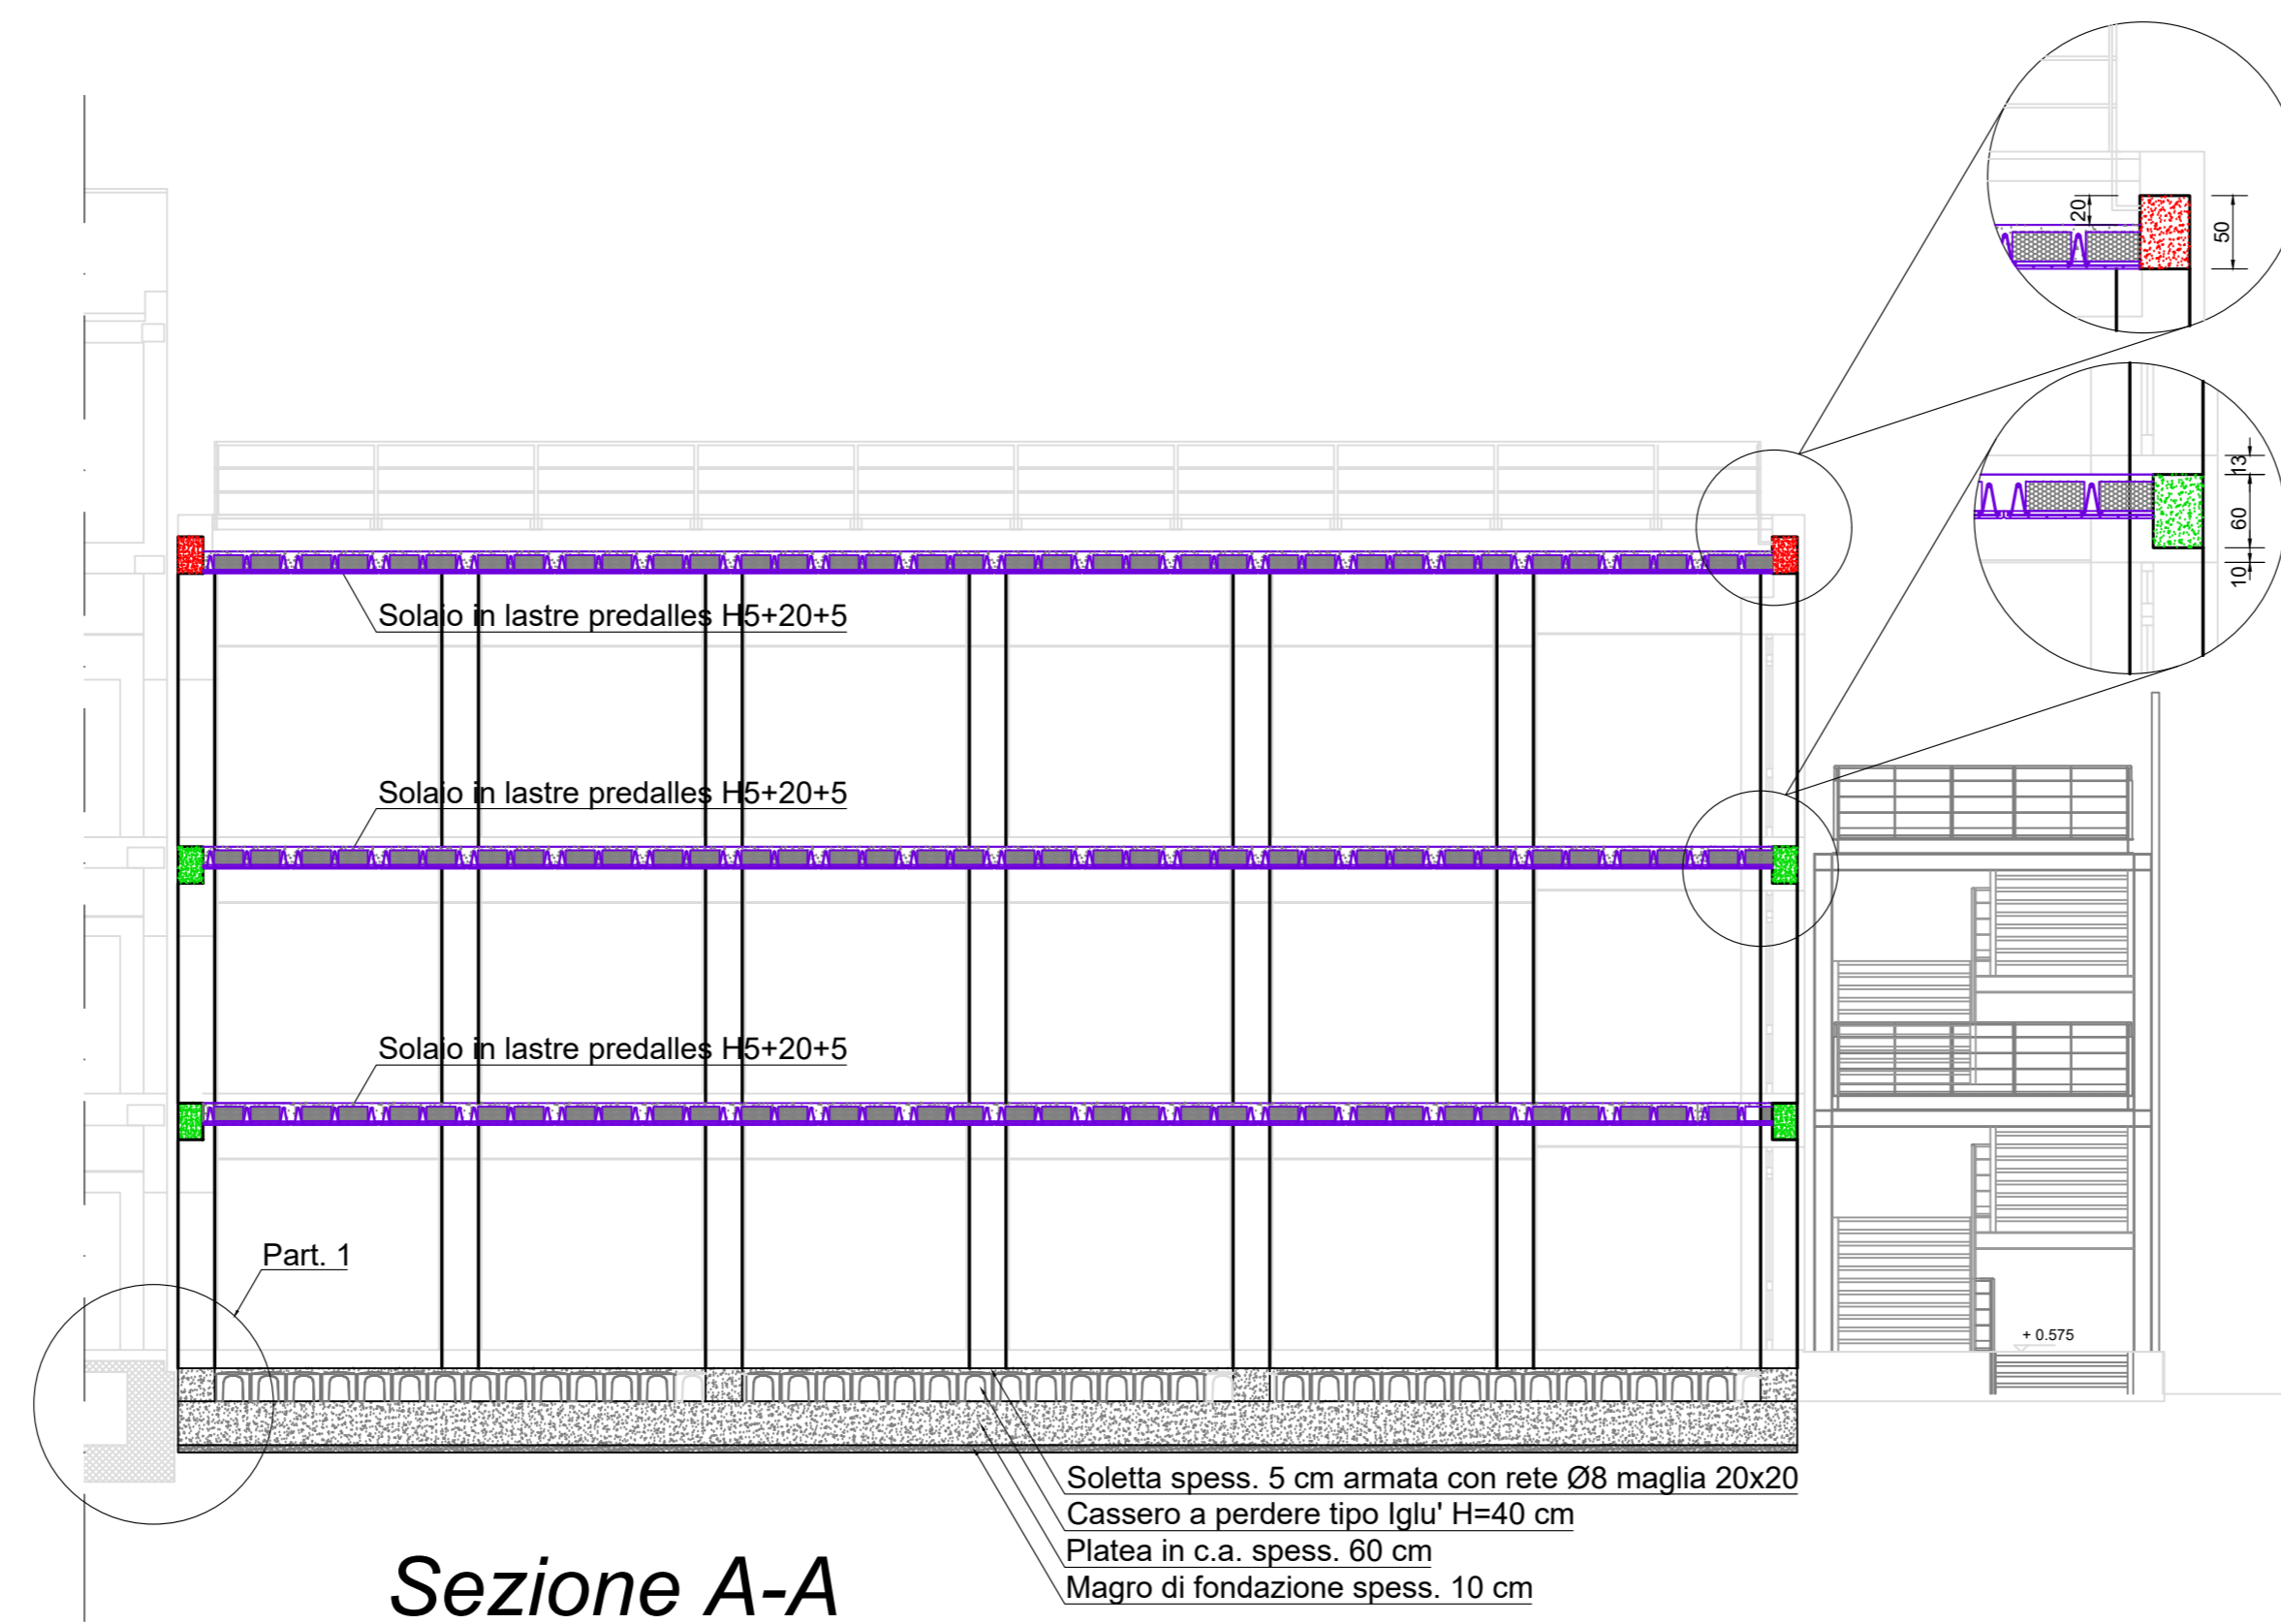 20
50
13
60
10
Solaio in lastre predalles H5+20+5
Solaio in lastre predalles H5+20+5
Solaio in lastre predalles H5+20+5
Part. 1
+ 0.575
Soletta spess. 5 cm armata con rete Ø8 maglia 20x20
Cassero a perdere tipo Iglu' H=40 cm
Platea in c.a. spess. 60 cm
Magro di fondazione spess. 10 cm
Sezione A-A